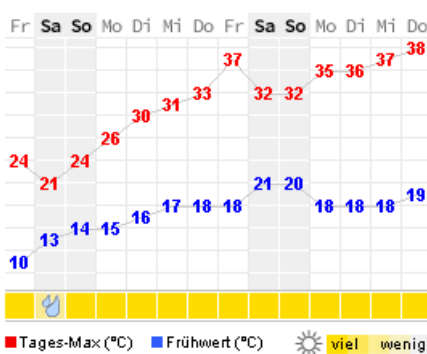 Fr Sa So Mo Di Mi Do Fr Sa So Mo Di Mi Do
24 21 24 26 30 31 33 37 32 32 35 36 37 38
10 13 14 15 16 17 18 18 21 20 18 18 18 19
Tages-Max (°C) Frühwert (°C) viel wenig